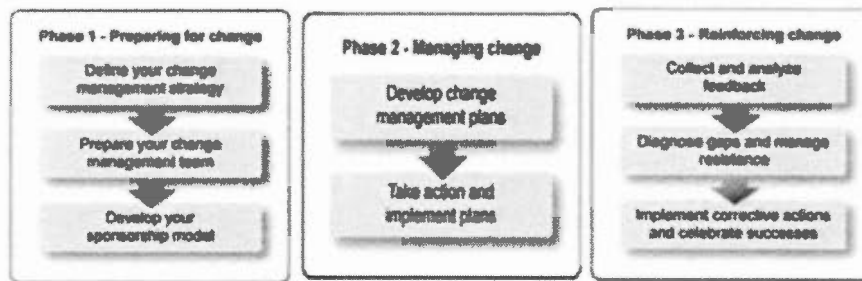 Phase 1 - Preparing for change
Define your change
management strategy
Prepare your change
management team
Develop your
sponsorship model
Phase 2 - Managing change
Develop change
management plans
Take action and
implement plans
Phase 3 - Reinforcing change
Collect and analyse
feedback
Diagnose gaps and manage
resistance
Implement corrective actions
and celebrate successes